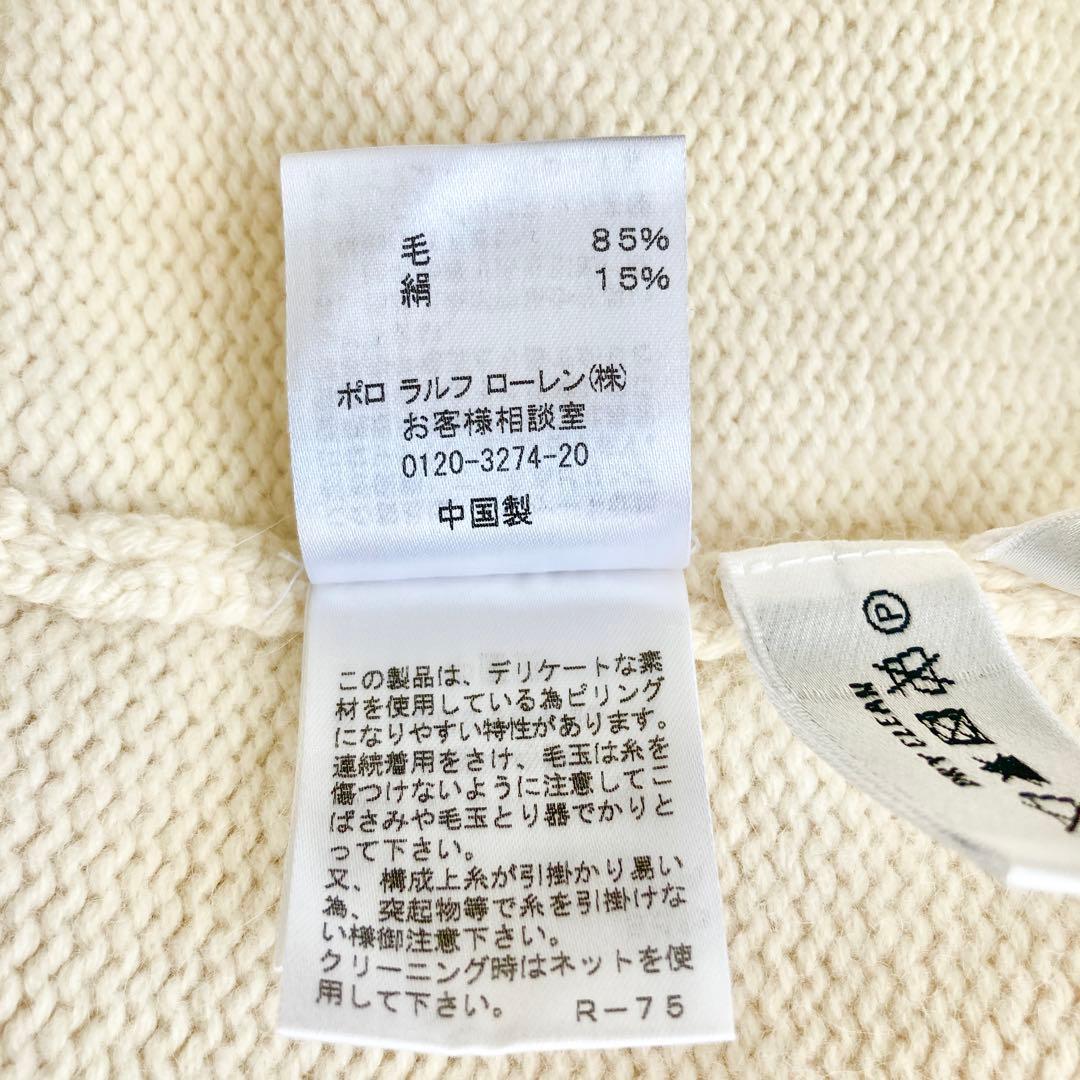 毛 85%
絹 15%
ポロ ラルフ ローレン(株)
お客様相談室
0120-3274-20
中国製
この製品は、デリケートな素
材を使用している為ピリング
になりやすい特性があります。
連続着用をさけ、毛玉は糸を
傷つけないように注意してこ
ばさみや毛玉とり器でかりと
って下さい。
又、構成上糸が引掛かり易い
為、突起物等で糸を引掛けな
い様御注意下さい。
クリーニング時はネットを使
用して下さい。 R-75
P
DRY CLEAN